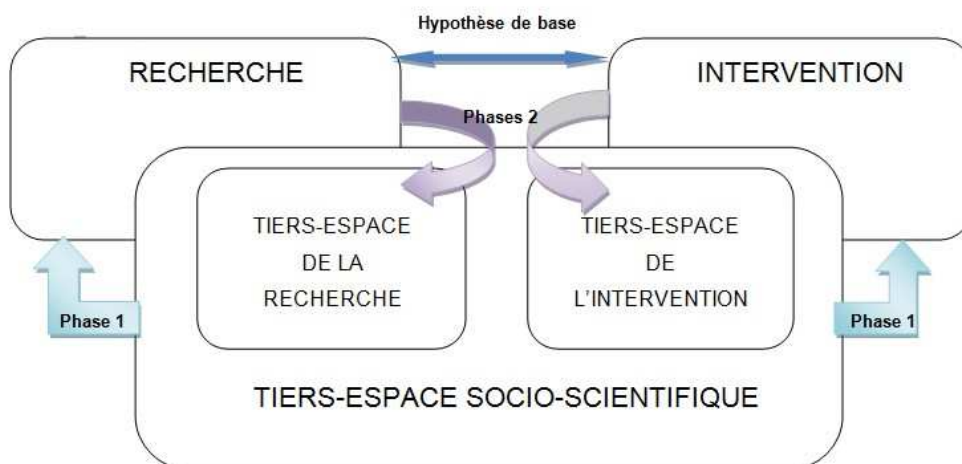 Hypothèse de base
RECHERCHE
INTERVENTION
Phases 2
TIERS-ESPACE
DE LA
RECHERCHE
TIERS-ESPACE
DE
L'INTERVENTION
Phase 1
Phase 1
TIERS-ESPACE SOCIO-SCIENTIFIQUE